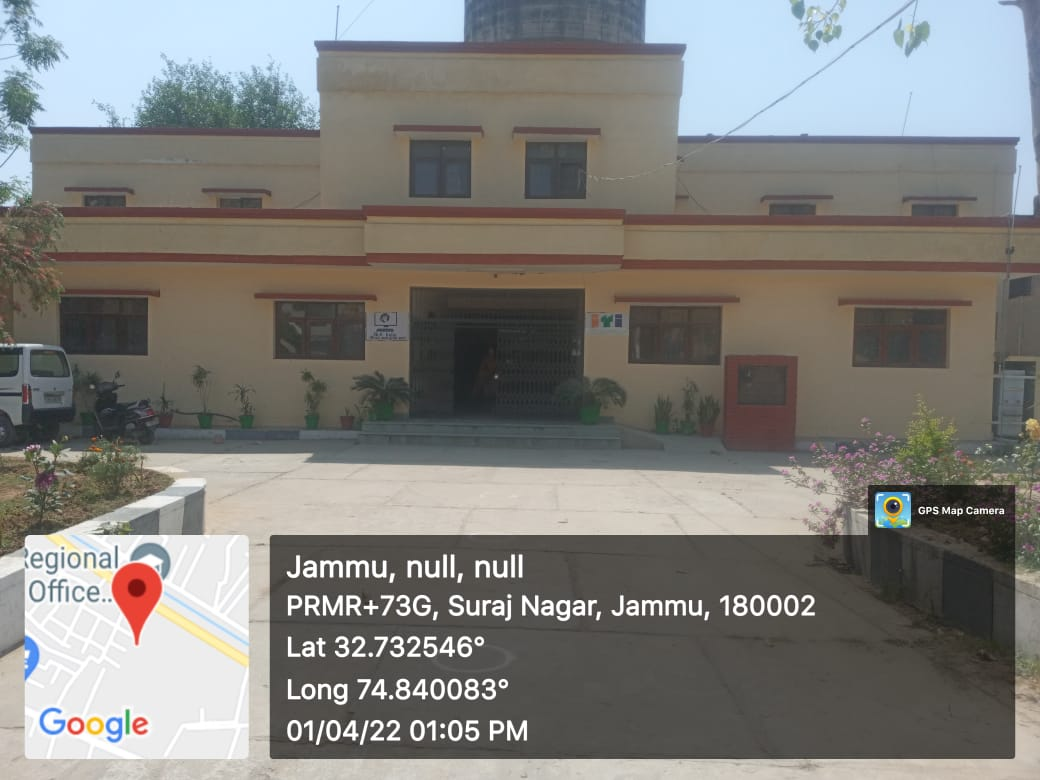 GPS Map Camera
Regional
Office..
Google
Jammu, null, null
PRMR+73G, Suraj Nagar, Jammu, 180002
Lat 32.732546°
Long 74.840083°
01/04/22 01:05 PM